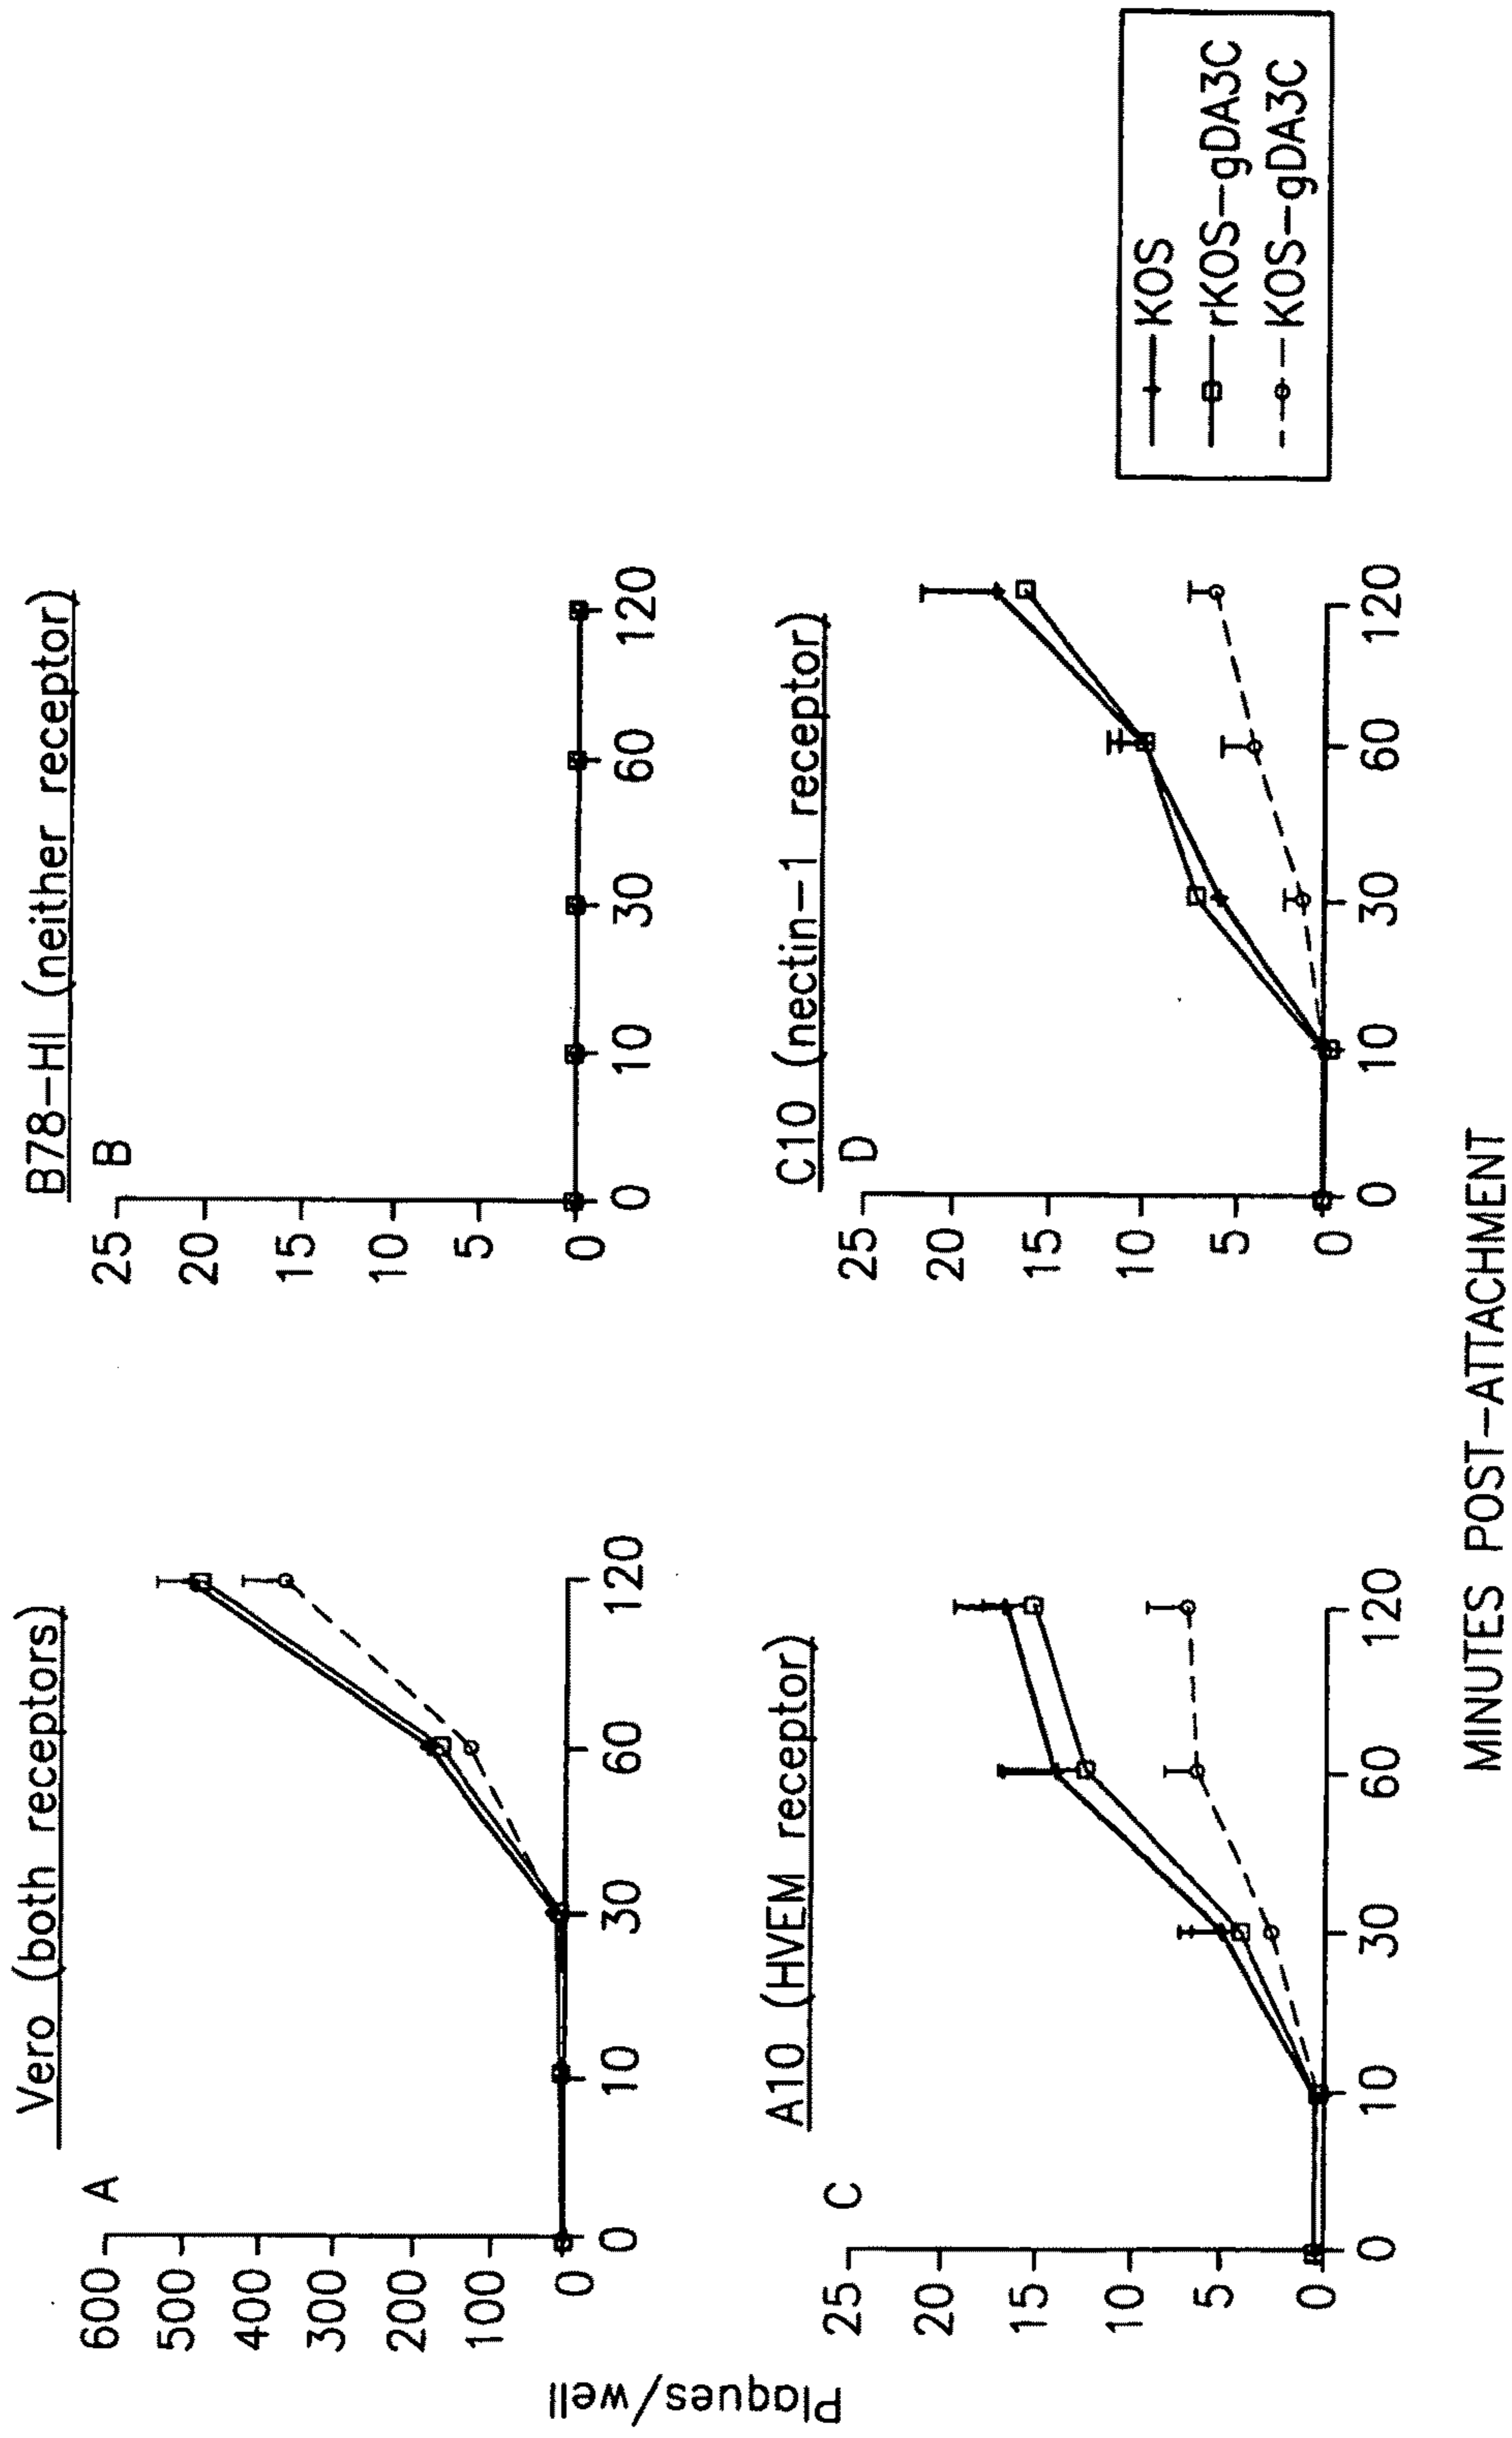 Vero (both receptors)
A
600
500
400
300
200
100
0
0 10 30 60 120
B78-HI (neither receptor)
B
25
20
15
10
5
0
0 10 30 60 120
A10 (HVEM receptor)
C
25
20
15
10
5
0
0 10 30 60 120
C10 (nectin-1 receptor)
D
25
20
15
10
5
0
0 10 30 60 120
Plaques/well
MINUTES POST-ATTACHMENT
KOS
rKOS-gDA3C
KOS-gDA3C